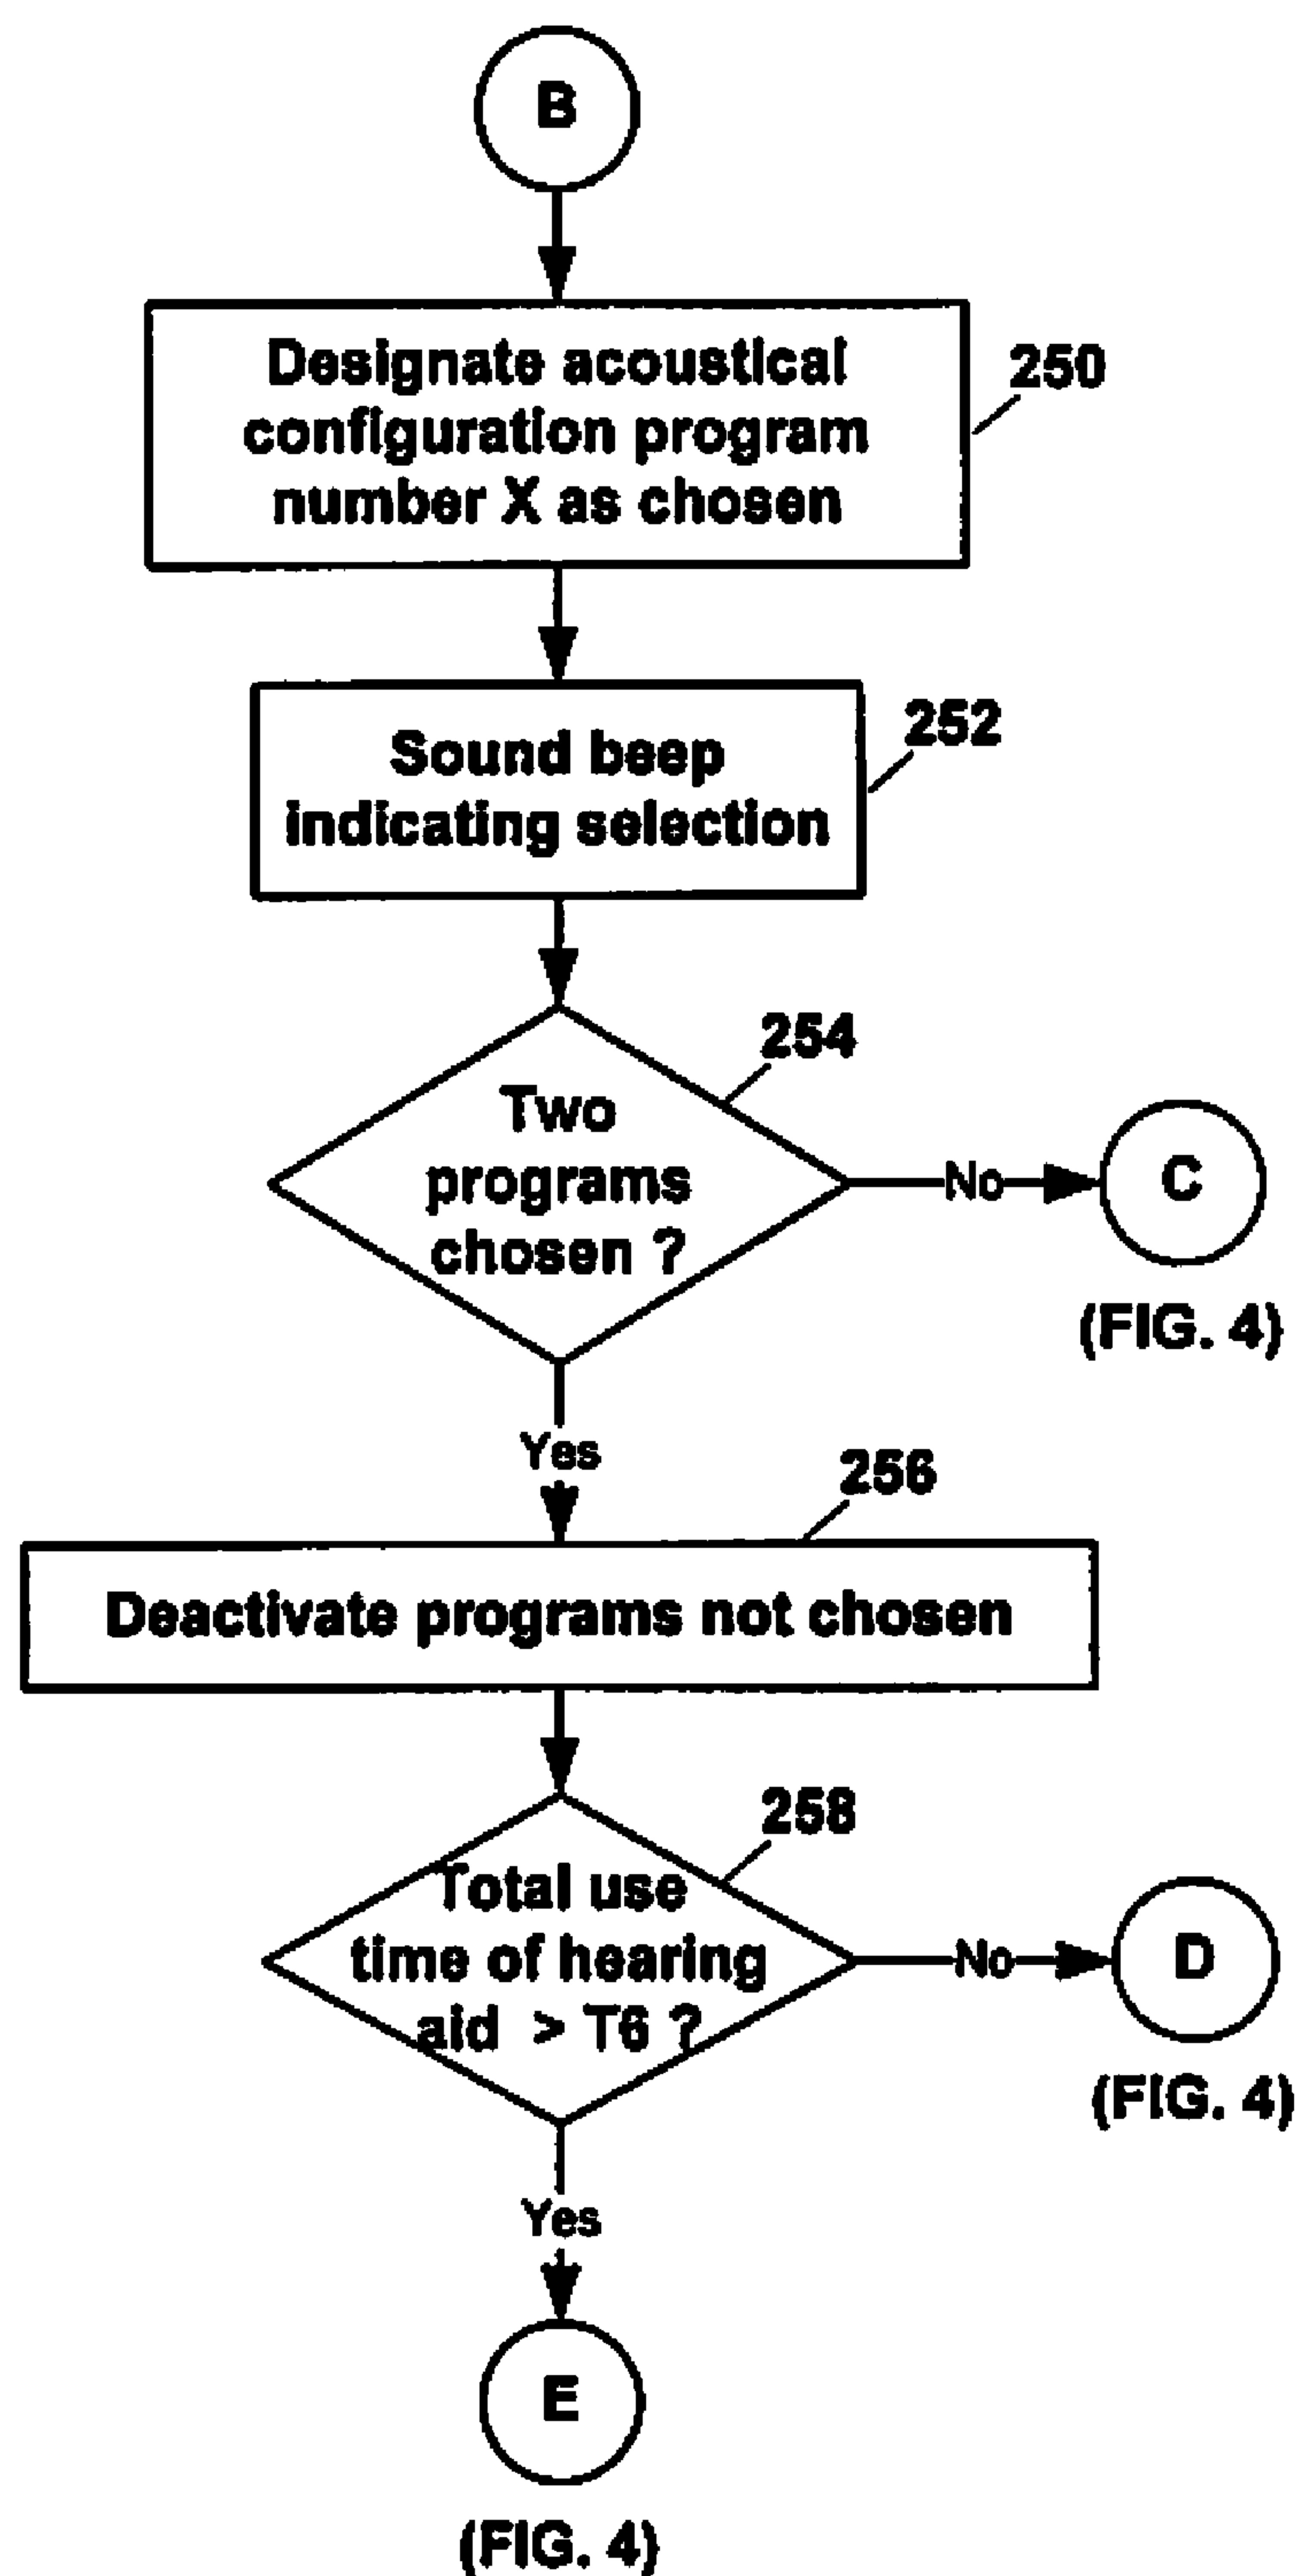 B
Designate acoustical
configuration program
number X as chosen
250
Sound beep
indicating selection
252
254
Two
programs
chosen ?
No
C
(FIG. 4)
Yes
256
Deactivate programs not chosen
258
Total use
time of hearing
aid > T6 ?
No
D
(FIG. 4)
Yes
E
(FIG. 4)